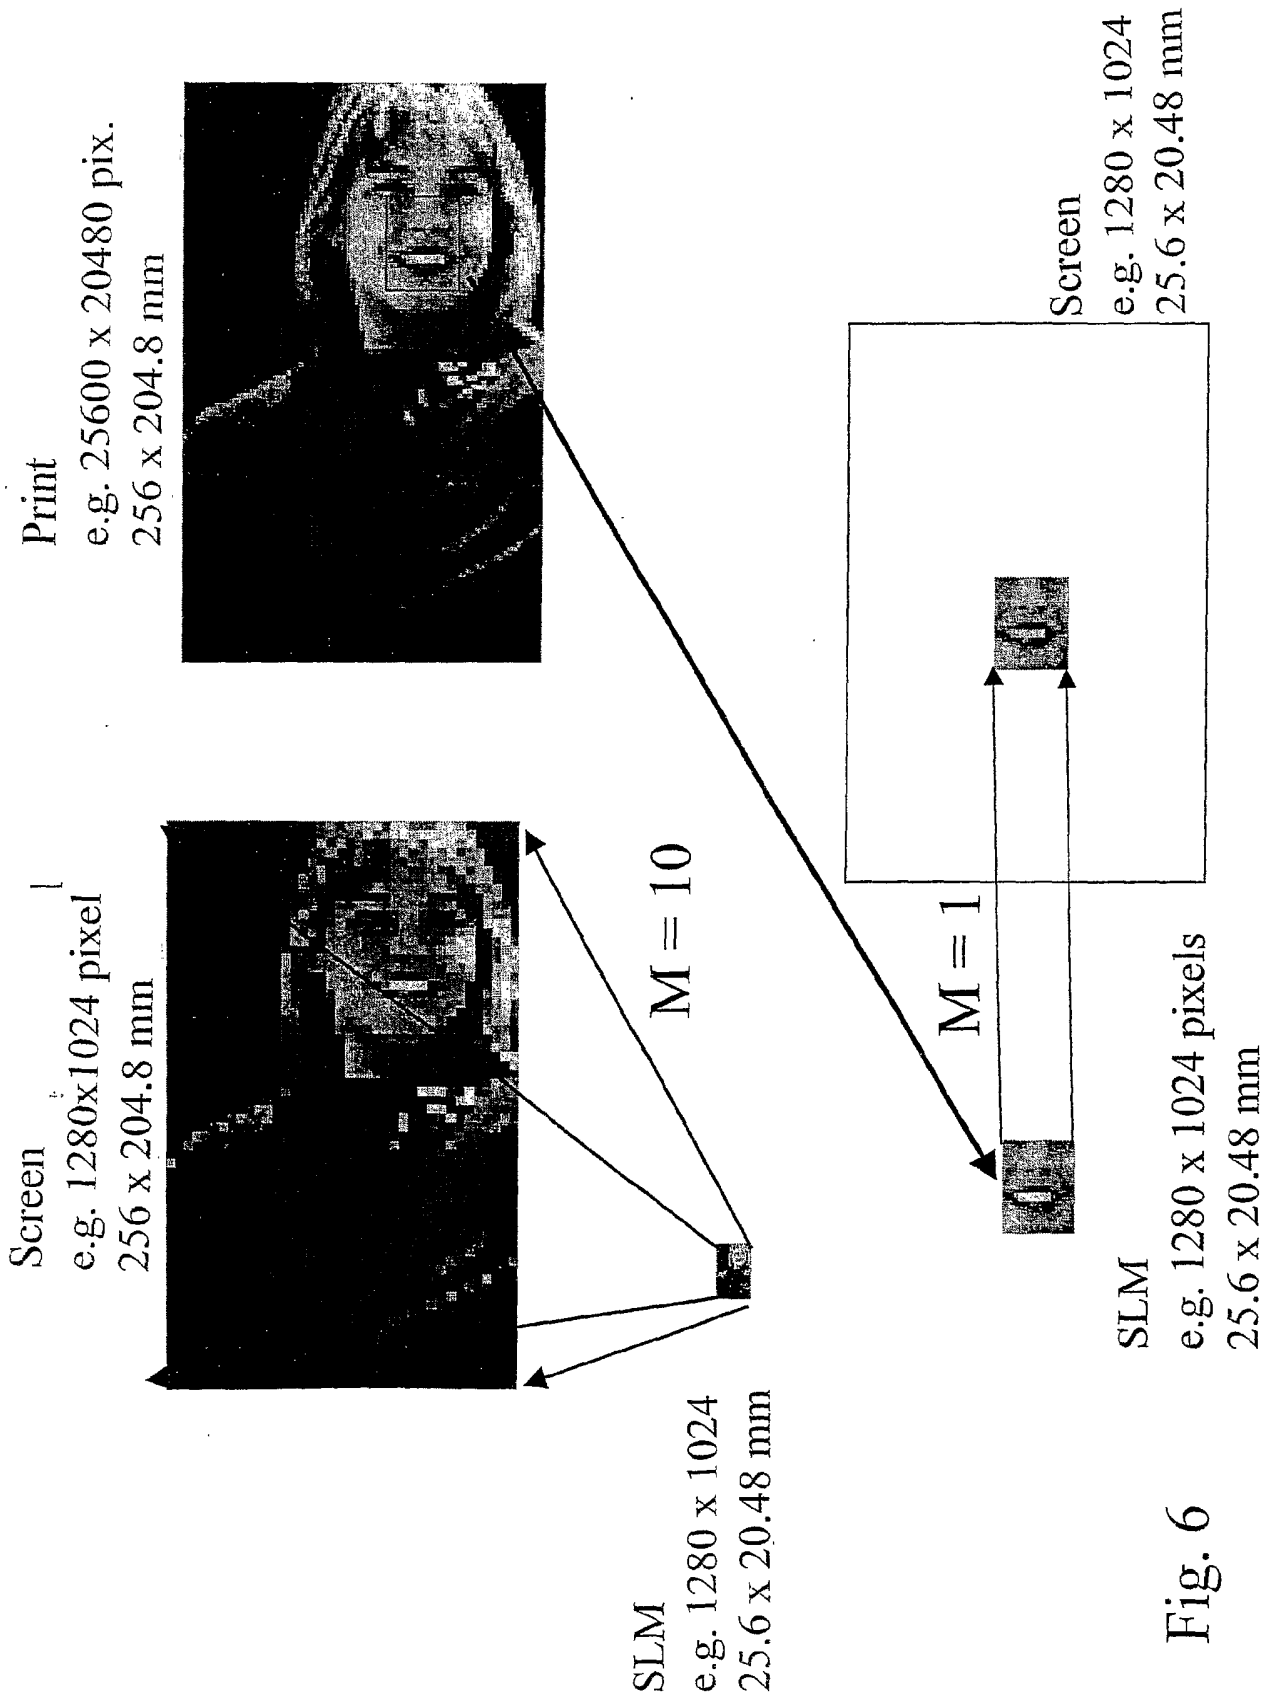 Screen
e.g. 1280x1024 pixel
256 x 204.8 mm
Print
e.g. 25600 x 20480 pix.
256 x 204.8 mm
SLM
e.g. 1280 x 1024
25.6 x 20.48 mm
M = 10
SLM
e.g. 1280 x 1024 pixels
25.6 x 20.48 mm
M = 1
Screen
e.g. 1280 x 1024
25.6 x 20.48 mm
Fig. 6